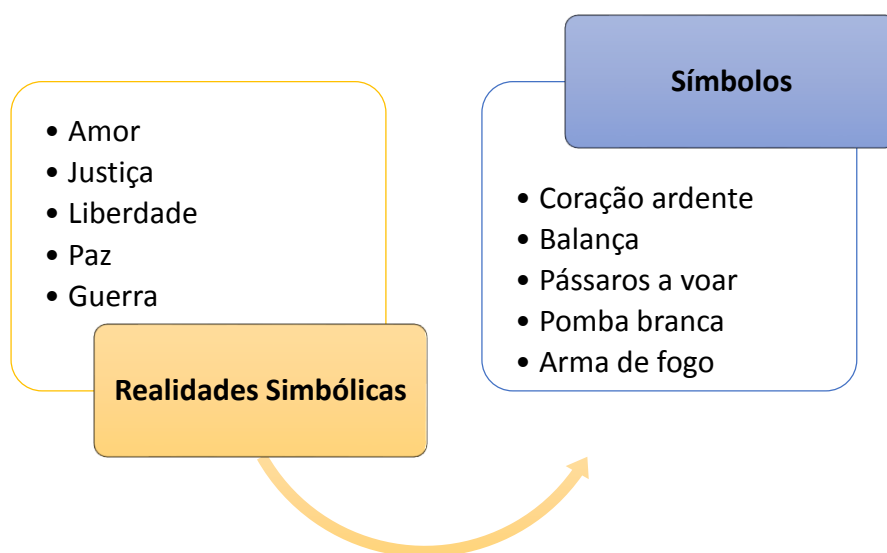 • Amor
• Justiça
• Liberdade
• Paz
• Guerra
Realidades Simbólicas
Símbolos
• Coração ardente
• Balança
• Pássaros a voar
• Pomba branca
• Arma de fogo